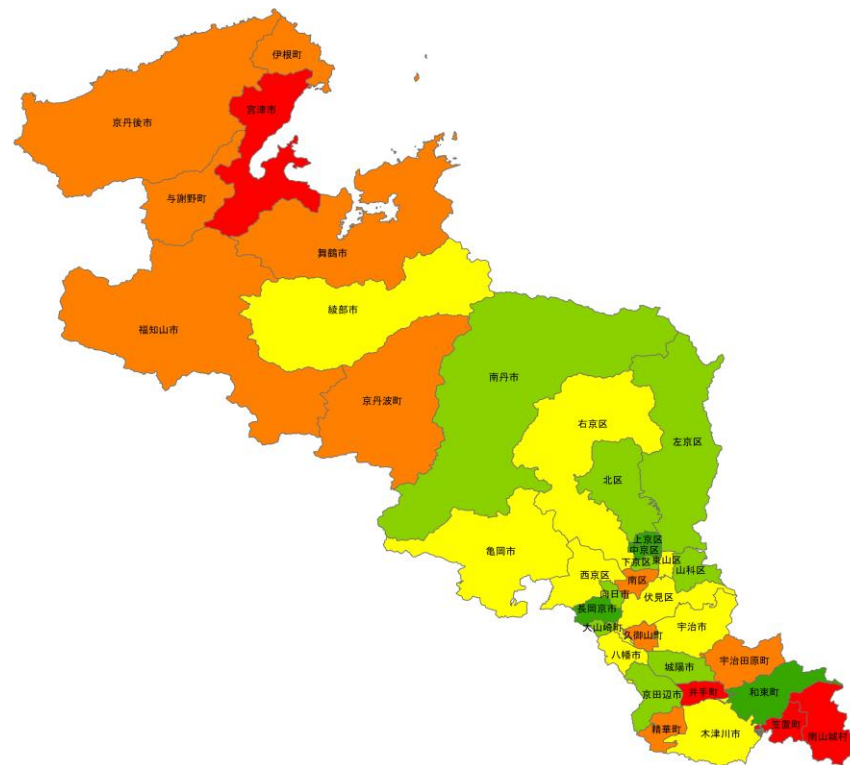 伊根町
宮津市
京丹後市
与謝野町
舞鶴市
綾部市
福知山市
南丹市
京丹波町
右京区
左京区
北区
上京区
中京区
下京区
東山区
亀岡市
西京区
南区
山科区
向日市
伏見区
長岡京市
大山崎町
久御山町
宇治市
八幡市
城陽市
宇治田原町
京田辺市
井手町
和束町
笠置町
南山城村
精華町
木津川市